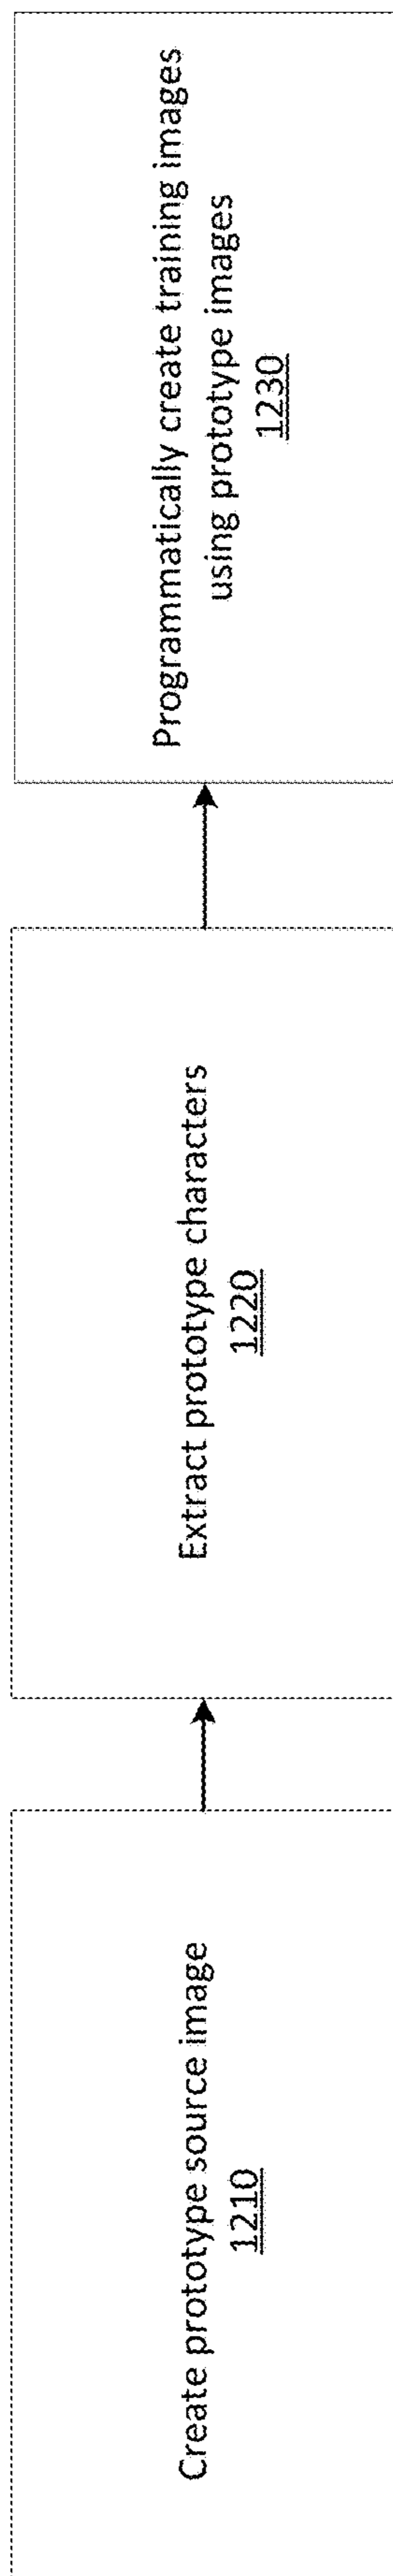 Create prototype source image
1210
Extract prototype characters
1220
Programmatically create training images
using prototype images
1230